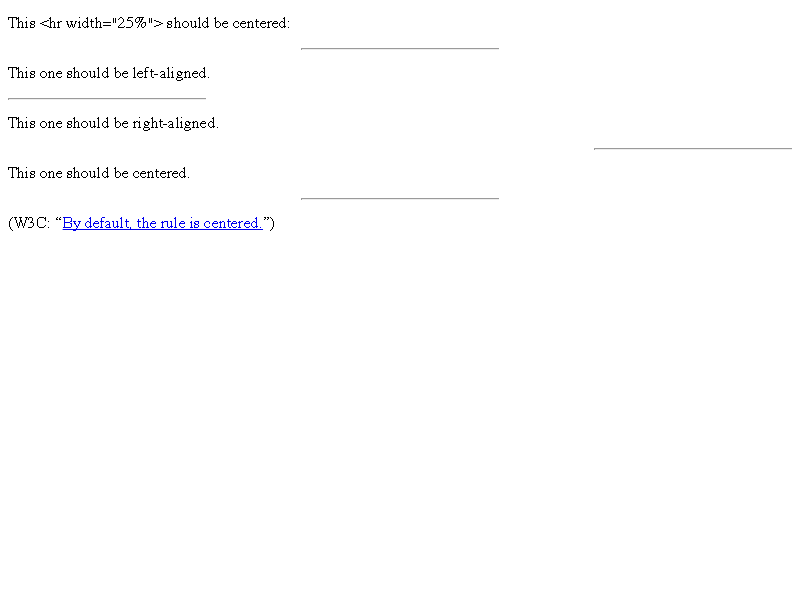 This <hr width="25%"> should be centered:
This one should be left-aligned.
This one should be right-aligned.
This one should be centered.
(W3C: “By default, the rule is centered.”)